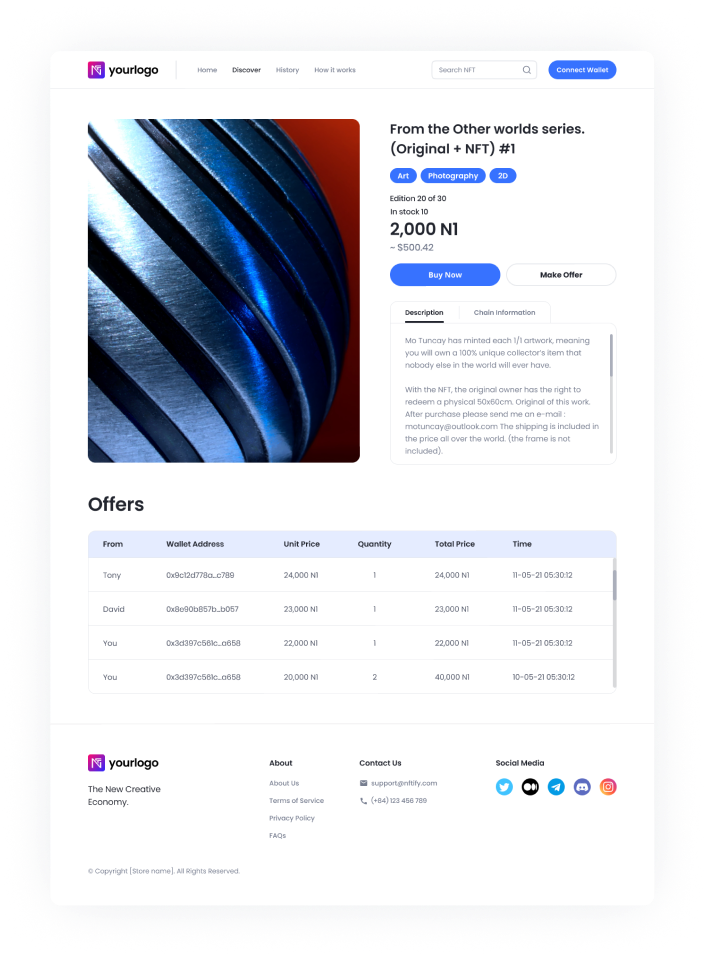 yourlogo
Home Discover History How it works
Search NFT
Connect Wallet
From the Other worlds series.
(Original + NFT) #1
Art Photography 2D
Edition 20 of 30
In stock 10
2,000 N1
~ $500.42
Buy Now Make Offer
Description Chain Information
Mo Tuncay has minted each 1/1 artwork, meaning
you will own a 100% unique collector's item that
nobody else in the world will ever have.
With the NFT, the original owner has the right to
redeem a physical 50x60cm. Original of this work.
After purchase please send me an e-mail :
motuncay@outlook.com The shipping is included in
the price all over the world. (the frame is not
included).
Offers
From Wallet Address Unit Price Quantity Total Price Time
Tony 0x9c12d778a...c789 24,000 N1 1 24,000 N1 11-05-21 05:30:12
David 0x8e90b857b...b057 23,000 N1 1 23,000 N1 11-05-21 05:30:12
You 0x3d397c561c...a658 22,000 N1 1 22,000 N1 11-05-21 05:30:12
You 0x3d397c561c...a658 20,000 N1 2 40,000 N1 10-05-21 05:30:12
yourlogo
The New Creative
Economy.
About
About Us
Terms of Service
Privacy Policy
FAQs
Contact Us
support@nftify.com
(+84) 123 456 789
Social Media
© Copyright [Store name]. All Rights Reserved.